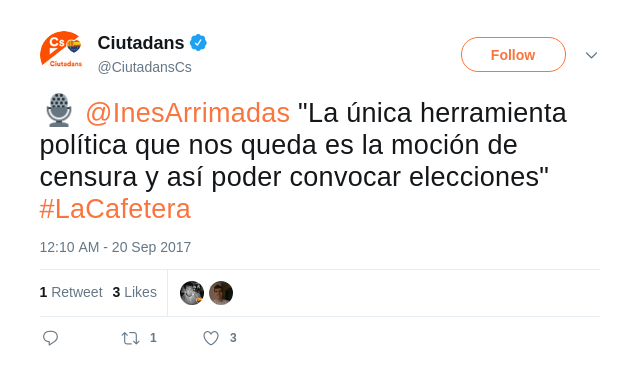 Cs
Ciutadans
Ciutadans
@CiutadansCs
Follow
@InesArrimadas "La única herramienta
política que nos queda es la moción de
censura y así poder convocar elecciones"
#LaCafetera
12:10 AM - 20 Sep 2017
1 Retweet 3 Likes
1 3